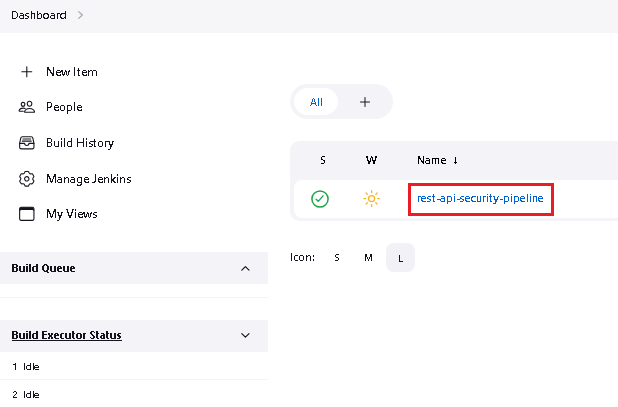 Dashboard
New Item
People
Build History
Manage Jenkins
My Views
Build Queue
Build Executor Status
1 Idle
2 Idle
All
S W Name ↓
rest-api-security-pipeline
Icon: S M L